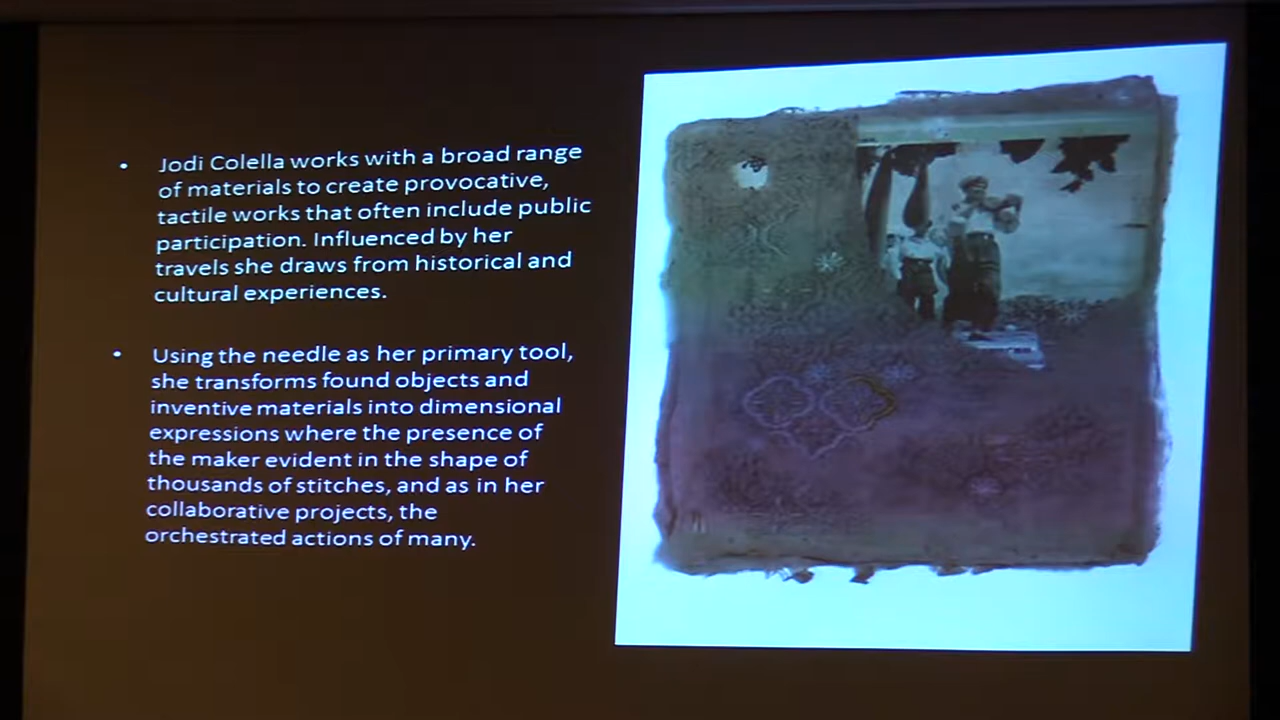 • Jodi Colella works with a broad range
of materials to create provocative,
tactile works that often include public
participation. Influenced by her
travels she draws from historical and
cultural experiences.
• Using the needle as her primary tool,
she transforms found objects and
inventive materials into dimensional
expressions where the presence of
the maker evident in the shape of
thousands of stitches, and as in her
collaborative projects, the
orchestrated actions of many.